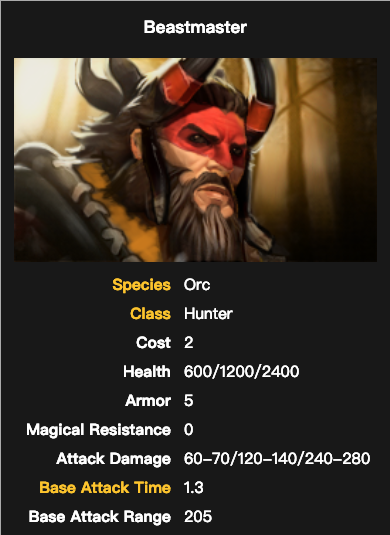 Beastmaster
Species Orc
Class Hunter
Cost 2
Health 600/1200/2400
Armor 5
Magical Resistance 0
Attack Damage 60–70/120–140/240–280
Base Attack Time 1.3
Base Attack Range 205